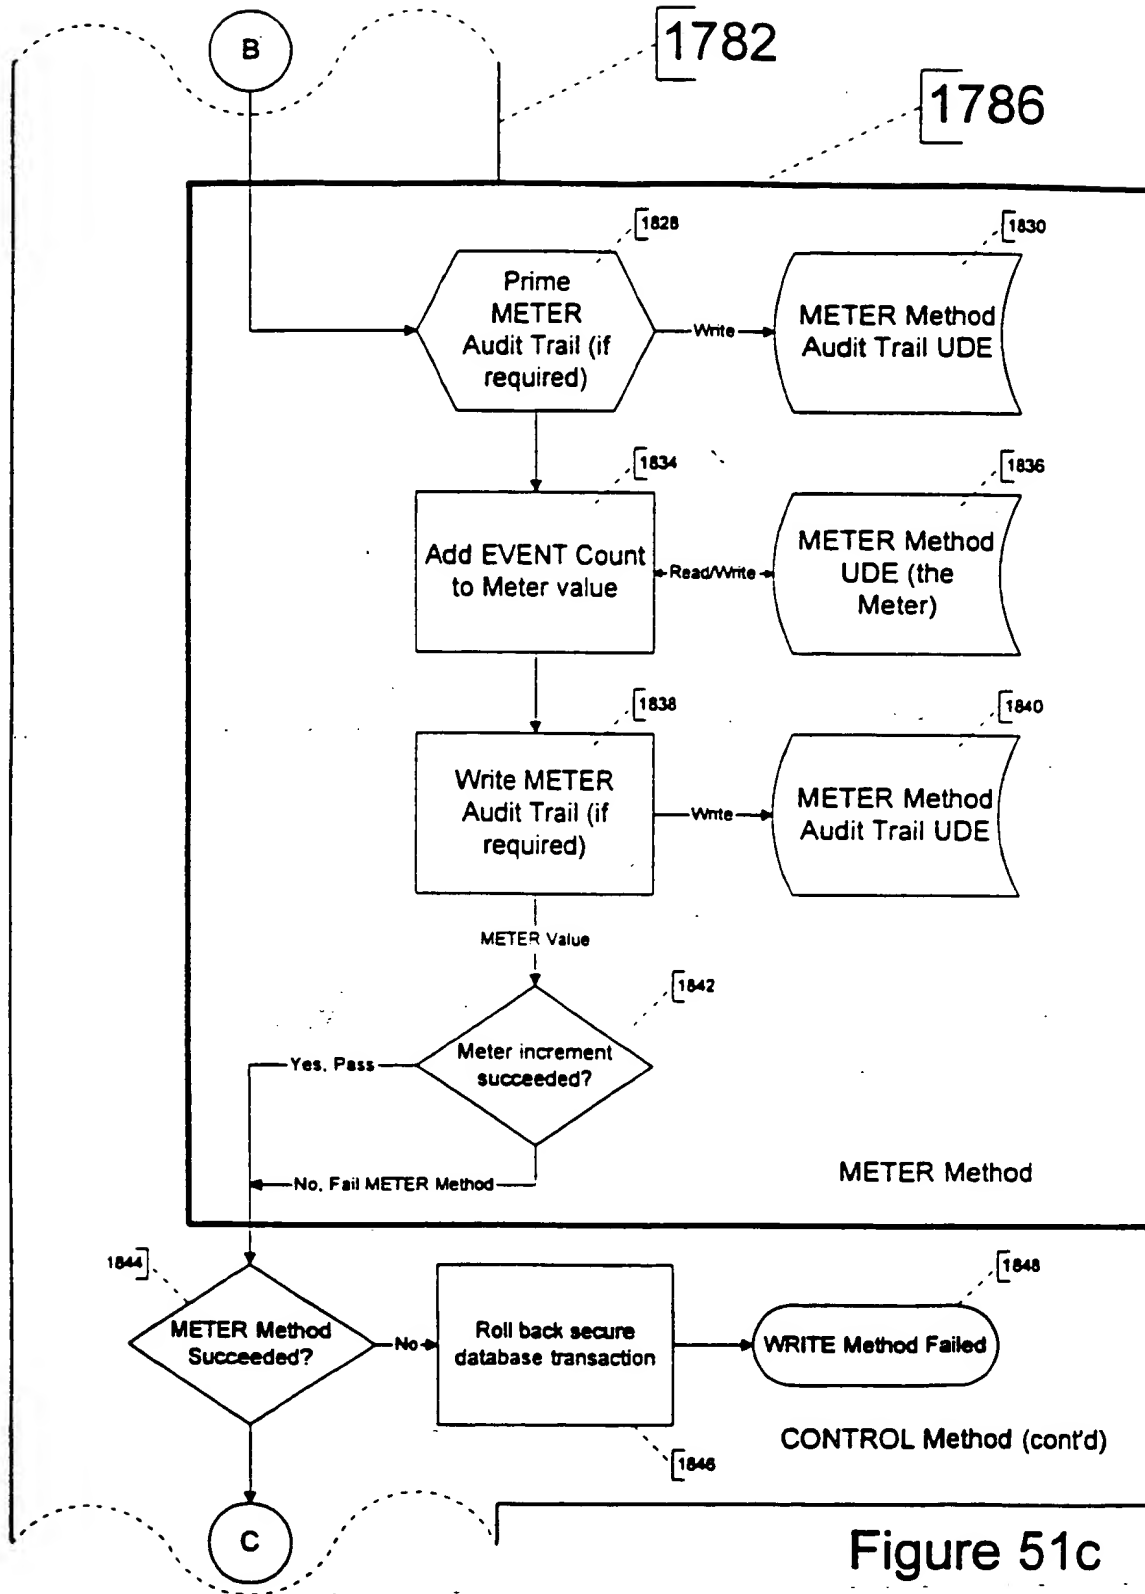 B
1782
1786
1828
1830
Prime
METER
Audit Trail (if
required)
Write
METER Method
Audit Trail UDE
1834
1836
Add EVENT Count
to Meter value
Read/Write
METER Method
UDE (the
Meter)
1838
1840
Write METER
Audit Trail (if
required)
Write
METER Method
Audit Trail UDE
METER Value
1842
Meter increment
succeeded?
Yes, Pass
No, Fail METER Method
METER Method
1844
1848
METER Method
Succeeded?
No
Roll back secure
database transaction
WRITE Method Failed
1846
CONTROL Method (cont'd)
C
Figure 51c